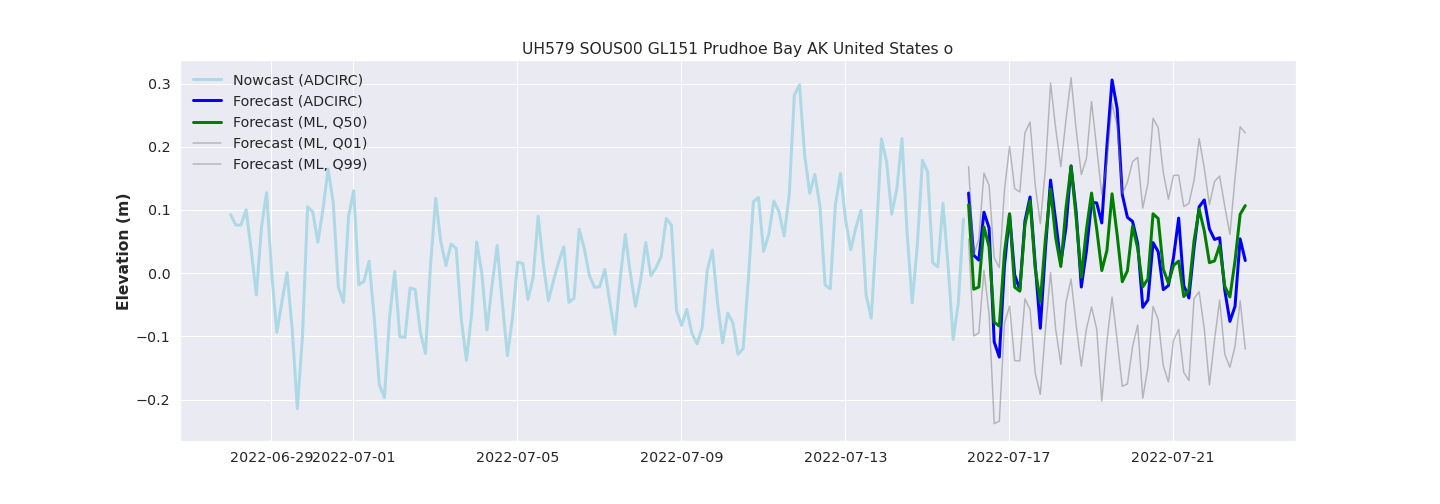 UH579 SOUS00 GL151 Prudhoe Bay AK United States o
Nowcast (ADCIRC)
Forecast (ADCIRC)
Forecast (ML, Q50)
Forecast (ML, Q01)
Forecast (ML, Q99)
Elevation (m)
0.3
0.2
0.1
0.0
−0.1
−0.2
2022-06-29 2022-07-01 2022-07-05 2022-07-09 2022-07-13 2022-07-17 2022-07-21